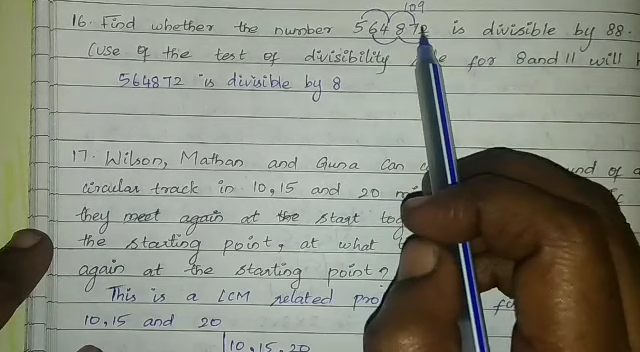 109
16. Find whether the number 564872 is divisible by 88.
(use of the test of divisibility for 8 and 11 will
564872 is divisible by 8
17. Wilson, Mathan and Guna can of a
circular track in 10, 15 and 20
they meet again at the start
the starting point, at what
again at the starting point?
This is a LCM related
10, 15 and 20
10, 15, 20